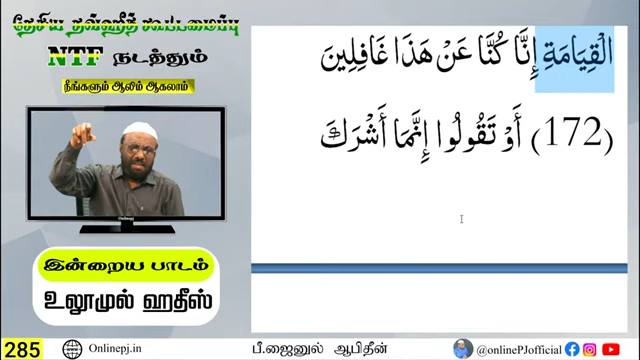 தேசிய தவ்ஹீத் கூட்டமைப்பு
NTF நடத்தும்
நீங்களும் ஆலிம் ஆகலாம்
Onlinepj
இன்றைய பாடம்
உலூமுல் ஹதீஸ்
الْقِيَامَةِ إِنَّا كُنَّا عَنْ هَذَا غَافِلِينَ
(172) أَوْ تَقُولُوا إِنَّمَا أَشْرَكَ
285 Onlinepj.in பீ.ஜைனுல் ஆபிதீன் @onlinePJofficial